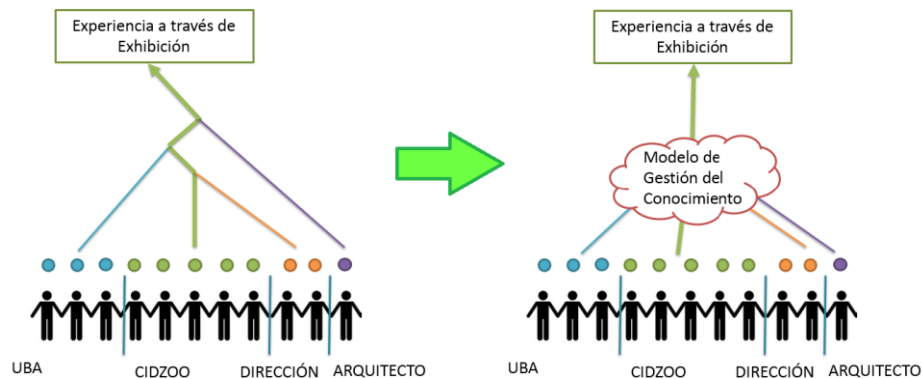 Experiencia a través de
Exhibición
Experiencia a través de
Exhibición
Modelo de
Gestión del
Conocimiento
UBA CIDZOO DIRECCIÓN ARQUITECTO
UBA CIDZOO DIRECCIÓN ARQUITECTO